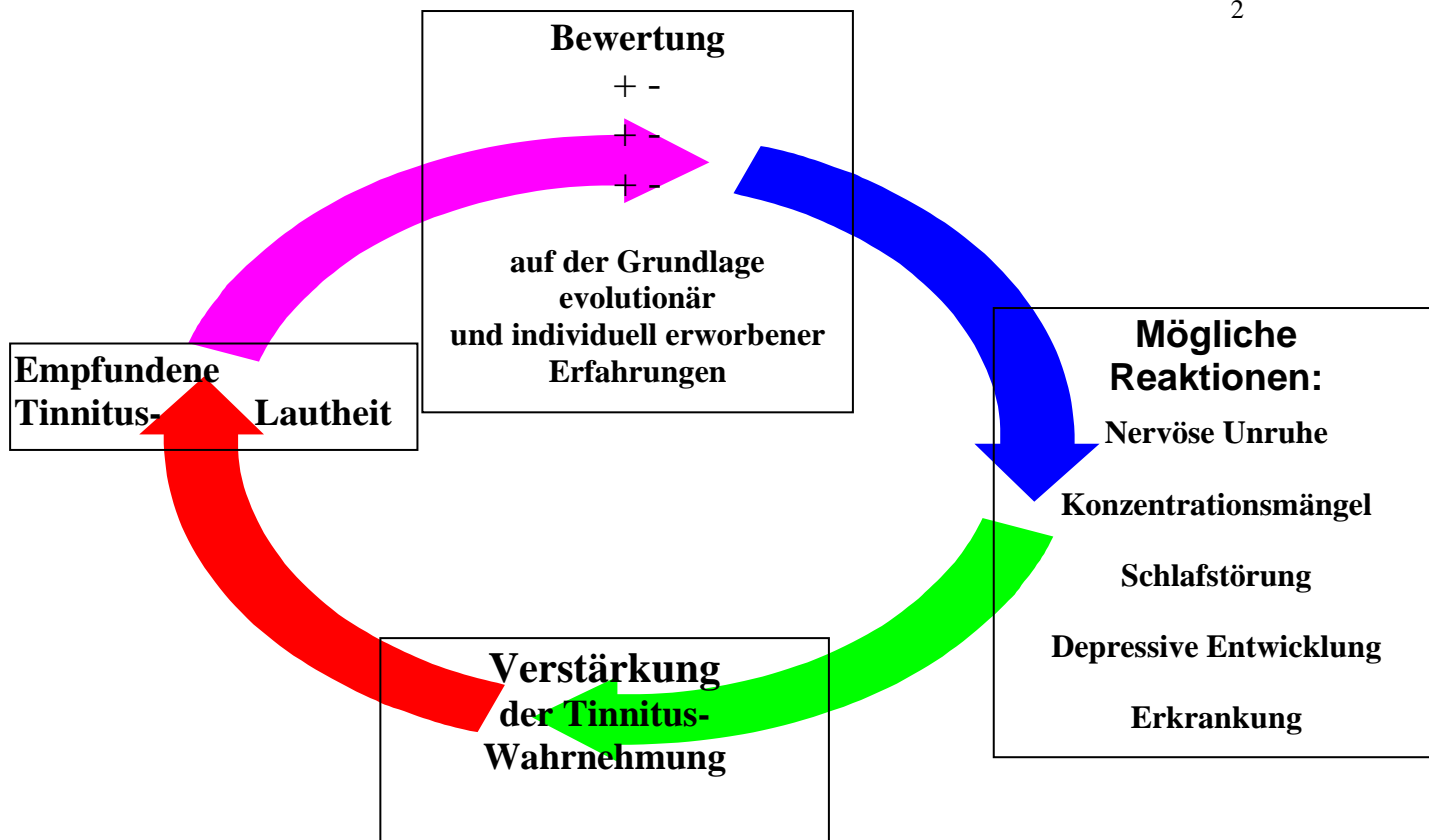 2
Bewertung
+ -
+ -
+ -
auf der Grundlage
evolutionär
und individuell erworbener
Erfahrungen
Empfundene
Tinnitus- Lautheit
Mögliche
Reaktionen:
Nervöse Unruhe
Konzentrationsmängel
Schlafstörung
Depressive Entwicklung
Erkrankung
Verstärkung
der Tinnitus-
Wahrnehmung